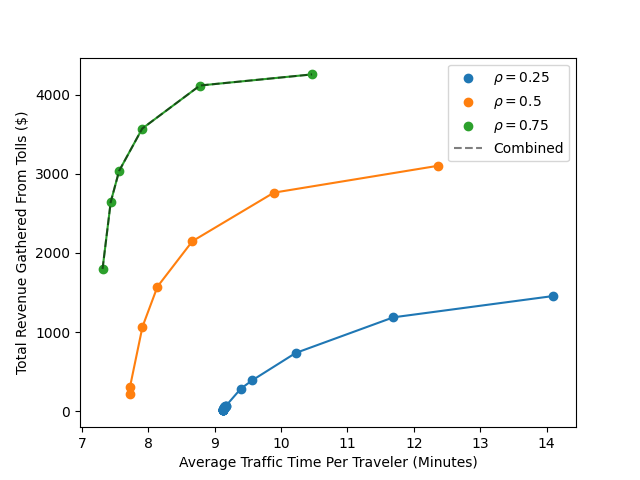 ρ = 0.25
ρ = 0.5
ρ = 0.75
Combined
Total Revenue Gathered From Tolls ($)
4000
3000
2000
1000
0
7 8 9 10 11 12 13 14
Average Traffic Time Per Traveler (Minutes)